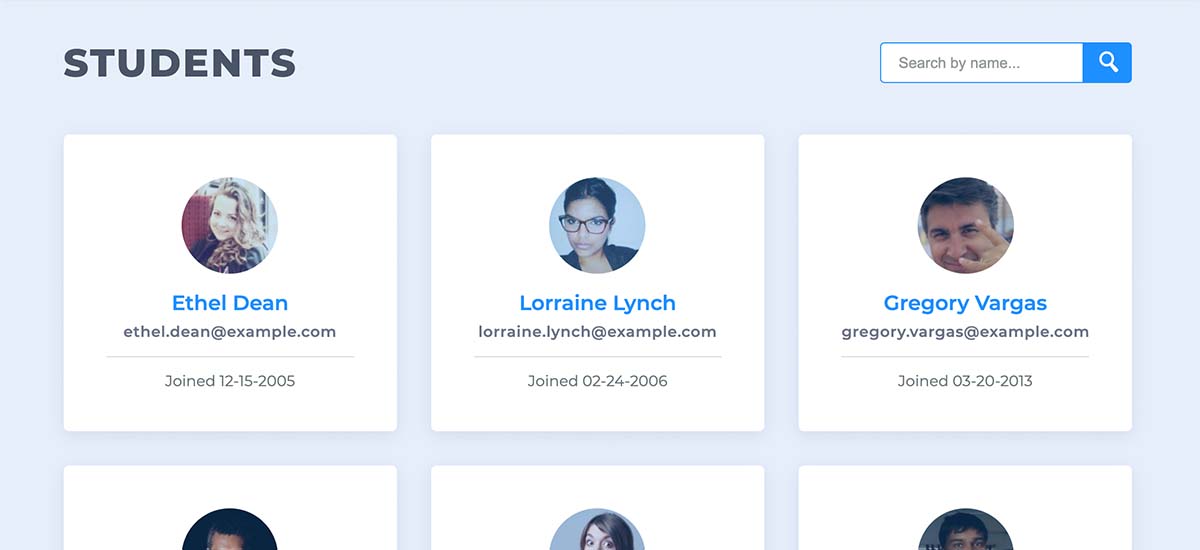 STUDENTS
Search by name...
Ethel Dean
ethel.dean@example.com
Joined 12-15-2005
Lorraine Lynch
lorraine.lynch@example.com
Joined 02-24-2006
Gregory Vargas
gregory.vargas@example.com
Joined 03-20-2013